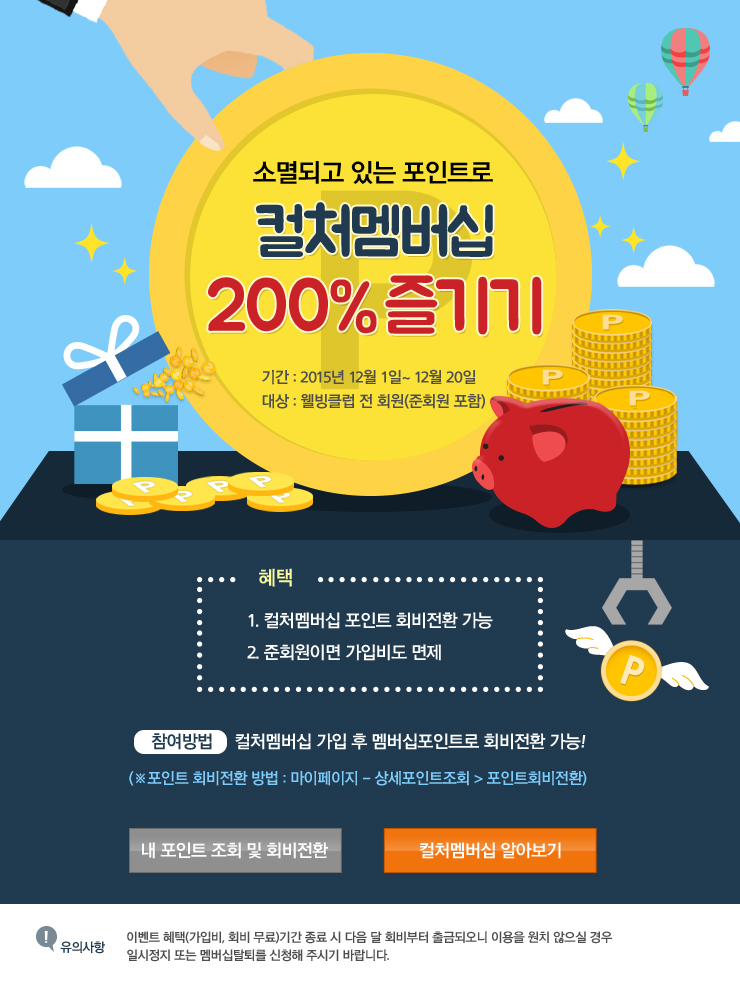 소멸되고 있는 포인트로
컬처멤버십
200% 즐기기
기간 : 2015년 12월 1일~ 12월 20일
대상 : 웰빙클럽 전 회원(준회원 포함)
P
P
P
P
P
P
P
P
혜택
1. 컬처멤버십 포인트 회비전환 가능
2. 준회원이면 가입비도 면제
P
참여방법 컬처멤버십 가입 후 멤버십포인트로 회비전환 가능!
(※포인트 회비전환 방법 : 마이페이지 - 상세포인트조회 > 포인트회비전환)
내 포인트 조회 및 회비전환
컬처멤버십 알아보기
! 유의사항
이벤트 혜택(가입비, 회비 무료)기간 종료 시 다음 달 회비부터 출금되오니 이용을 원치 않으실 경우
일시정지 또는 멤버십탈퇴를 신청해 주시기 바랍니다.